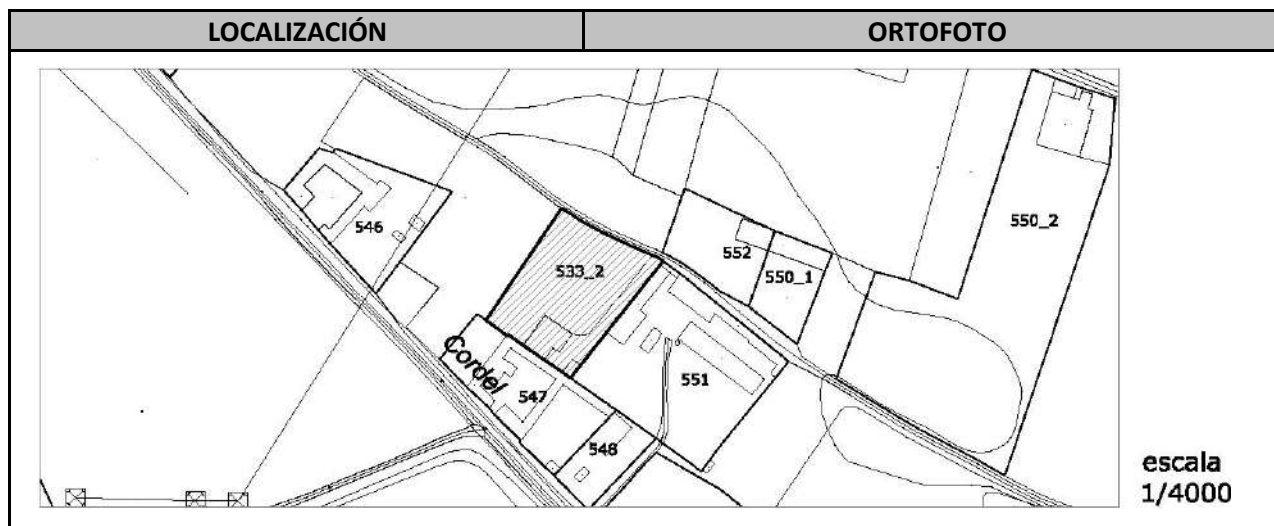 LOCALIZACIÓN
ORTOFOTO
546
533_2
552
550_1
550_2
Cordel
547
551
548
escala
1/4000